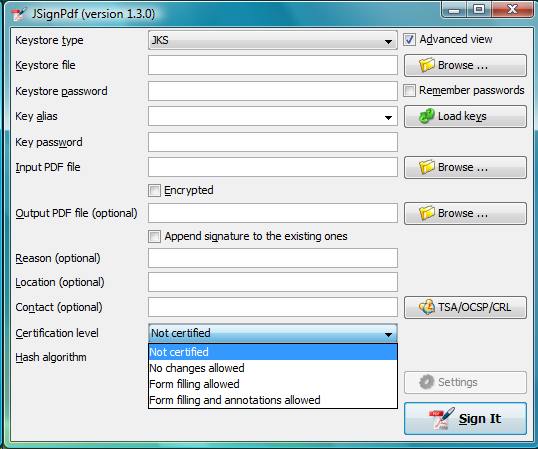 JSignPdf (version 1.3.0)
Keystore type JKS Advanced view
Keystore file Browse ...
Keystore password Remember passwords
Key alias Load keys
Key password
Input PDF file Browse ...
Encrypted
Output PDF file (optional) Browse ...
Append signature to the existing ones
Reason (optional)
Location (optional)
Contact (optional) TSA/OCSP/CRL
Certification level Not certified
Hash algorithm Not certified
No changes allowed
Form filling allowed Settings
Form filling and annotations allowed
Sign It